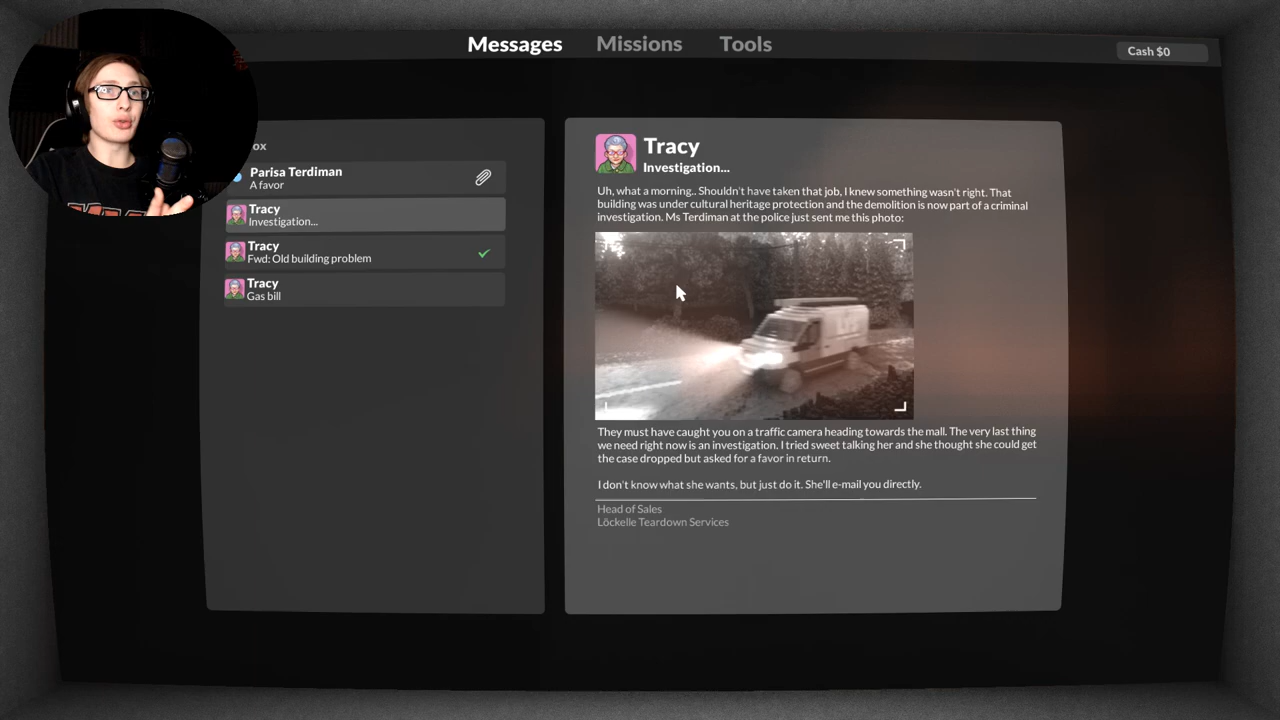 Messages Missions Tools
Cash $0
ox
Parisa Terdiman
A favor
Tracy
Investigation...
Tracy
Fwd: Old building problem
Tracy
Gas bill
Tracy
Investigation...
Uh, what a morning.. Shouldn't have taken that job, I knew something wasn't right. That
building was under cultural heritage protection and the demolition is now part of a criminal
investigation. Ms Terdiman at the police just sent me this photo:
They must have caught you on a traffic camera heading towards the mall. The very last thing
we need right now is an investigation. I tried sweet talking her and she thought she could get
the case dropped but asked for a favor in return.
I don't know what she wants, but just do it. She'll e-mail you directly.
Head of Sales
Löckelle Teardown Services